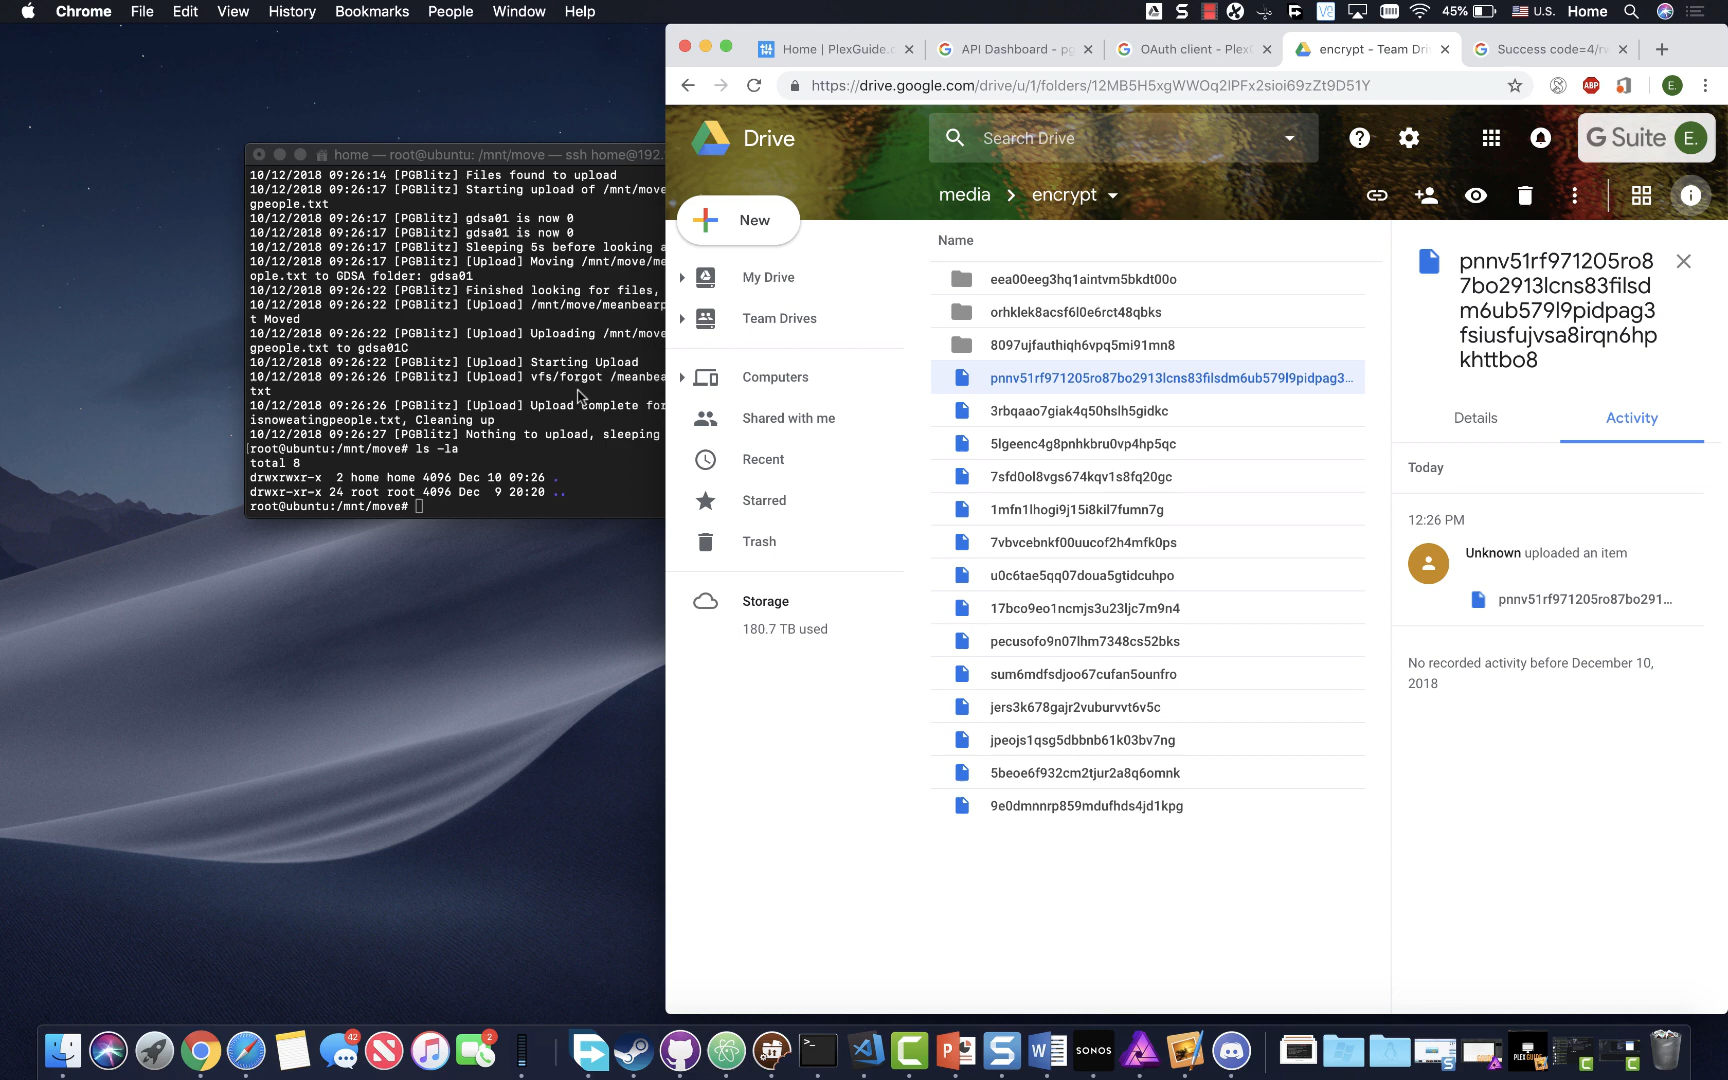 Chrome File Edit View History Bookmarks People Window Help
45% U.S. Home
Home | PlexGuide.c
API Dashboard - pg
OAuth client - Plex
encrypt - Team Dri
Success code=4/rw
https://drive.google.com/drive/u/1/folders/12MB5H5xgWWOq2lPFx2sioi69zZt9D51Y
ABP
E.
Drive
Search Drive
G Suite E.
media > encrypt
New
home — root@ubuntu: /mnt/move — ssh home@192.
10/12/2018 09:26:14 [PGBlitz] Files found to upload
10/12/2018 09:26:17 [PGBlitz] Starting upload of /mnt/move
gpeople.txt
10/12/2018 09:26:17 [PGBlitz] gdsa01 is now 0
10/12/2018 09:26:17 [PGBlitz] gdsa01 is now 0
10/12/2018 09:26:17 [PGBlitz] Sleeping 5s before looking a
10/12/2018 09:26:17 [PGBlitz] [Upload] Moving /mnt/move/me
ople.txt to GDSA folder: gdsa01
10/12/2018 09:26:22 [PGBlitz] Finished looking for files,
10/12/2018 09:26:22 [PGBlitz] [Upload] /mnt/move/meanbearp
t Moved
10/12/2018 09:26:22 [PGBlitz] [Upload] Uploading /mnt/move
gpeople.txt to gdsa01C
10/12/2018 09:26:22 [PGBlitz] [Upload] Starting Upload
10/12/2018 09:26:26 [PGBlitz] [Upload] vfs/forgot /meanbea
txt
10/12/2018 09:26:26 [PGBlitz] [Upload] Upload complete for
isnoweatingpeople.txt, Cleaning up
10/12/2018 09:26:27 [PGBlitz] Nothing to upload, sleeping
[root@ubuntu:/mnt/move# ls -la
total 8
drwxrwxr-x 2 home home 4096 Dec 10 09:26 .
drwxr-xr-x 24 root root 4096 Dec 9 20:20 ..
root@ubuntu:/mnt/move#
My Drive
Team Drives
Computers
Shared with me
Recent
Starred
Trash
Storage
180.7 TB used
Name
eea00eeg3hq1aintvm5bkdt00o
orhklek8acsf6l0e6rct48qbks
8097ujfauthiqh6vpq5mi91mn8
pnnv51rf971205ro87bo2913lcns83filsdm6ub579l9pidpag3...
3rbqaao7giak4q50hslh5gidkc
5lgeenc4g8pnhkbru0vp4hp5qc
7sfd0ol8vgs674kqv1s8fq20gc
1mfn1lhogi9j15i8kil7fumn7g
7vbvcebnkf00uucof2h4mfk0ps
u0c6tae5qq07doua5gtidcuhpo
17bco9eo1ncmjs3u23ljc7m9n4
pecusofo9n07lhm7348cs52bks
sum6mdfsdjoo67cufan5ounfro
jers3k678gajr2vuburvvt6v5c
jpeojs1qsg5dbbnb61k03bv7ng
5beoe6f932cm2tjur2a8q6omnk
9e0dmnnrp859mdufhds4jd1kpg
pnnv51rf971205ro8
7bo2913lcns83filsd
m6ub579l9pidpag3
fsiusfujvsa8irqn6hp
khttbo8
Details Activity
Today
12:26 PM
Unknown uploaded an item
pnnv51rf971205ro87bo291...
No recorded activity before December 10,
2018
42
2
SONOS